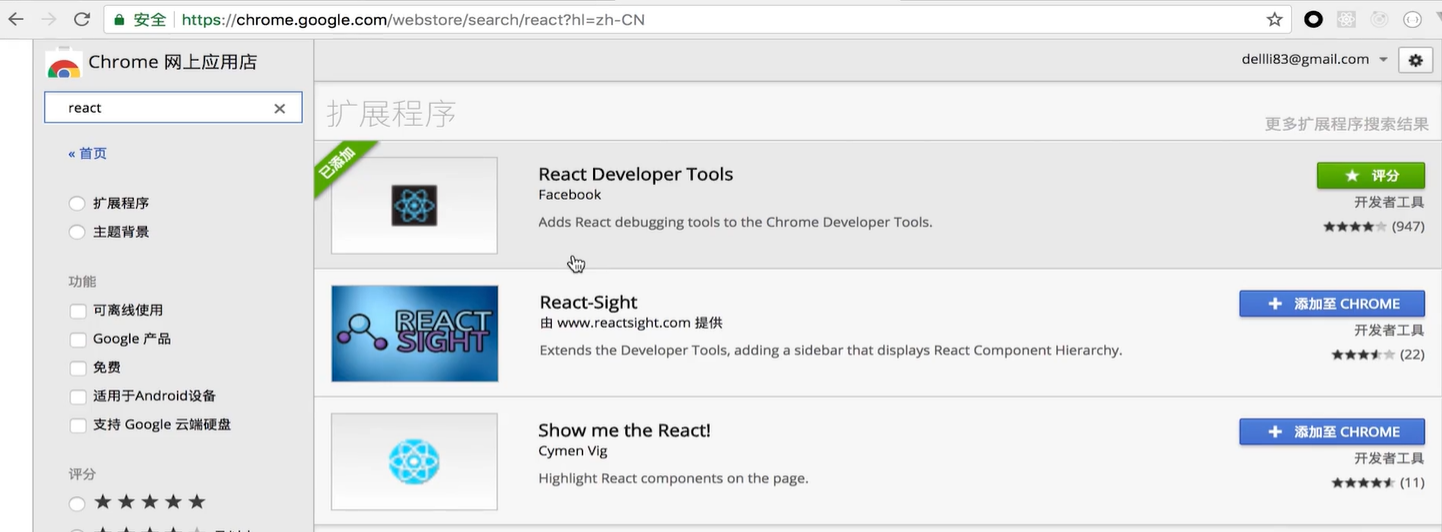 安全 https://chrome.google.com/webstore/search/react?hl=zh-CN
Chrome 网上应用店
dellli83@gmail.com
react
扩展程序
更多扩展程序搜索结果
« 首页
扩展程序
主题背景
功能
可离线使用
Google 产品
免费
适用于Android设备
支持 Google 云端硬盘
评分
已添加
React Developer Tools
Facebook
Adds React debugging tools to the Chrome Developer Tools.
评分
开发者工具
(947)
REACT
SIGHT
React-Sight
由 www.reactsight.com 提供
Extends the Developer Tools, adding a sidebar that displays React Component Hierarchy.
添加至 CHROME
开发者工具
(22)
Show me the React!
Cymen Vig
Highlight React components on the page.
添加至 CHROME
开发者工具
(11)